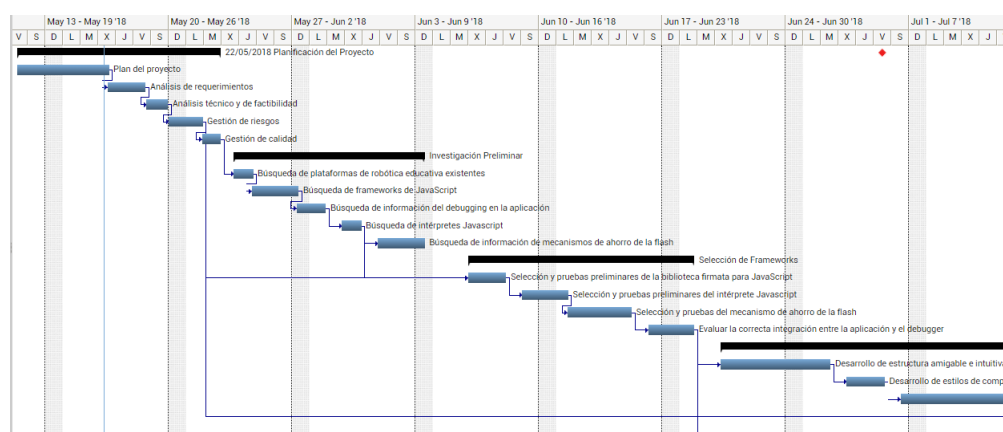 May 13 - May 19 '18 May 20 - May 26 '18 May 27 - Jun 2 '18 Jun 3 - Jun 9 '18 Jun 10 - Jun 16 '18 Jun 17 - Jun 23 '18 Jun 24 - Jun 30 '18 Jul 1 - Jul 7 '18
V S D L M X J V S D L M X J V S D L M X J V S D L M X J V S D L M X J V S D L M X J V S D L M X J V S D L M X J
22/05/2018 Planificación del Proyecto
Plan del proyecto
Análisis de requerimientos
Análisis técnico y de factibilidad
Gestión de riesgos
Gestión de calidad
Investigación Preliminar
Búsqueda de plataformas de robótica educativa existentes
Búsqueda de frameworks de JavaScript
Búsqueda de información del debugging en la aplicación
Búsqueda de intérpretes Javascript
Búsqueda de información de mecanismos de ahorro de la flash
Selección de Frameworks
Selección y pruebas preliminares de la biblioteca firmata para JavaScript
Selección y pruebas preliminares del intérprete Javascript
Selección y pruebas del mecanismo de ahorro de la flash
Evaluar la correcta integración entre la aplicación y el debugger
Desarrollo de estructura amigable e intuitiva
Desarrollo de estilos de comp